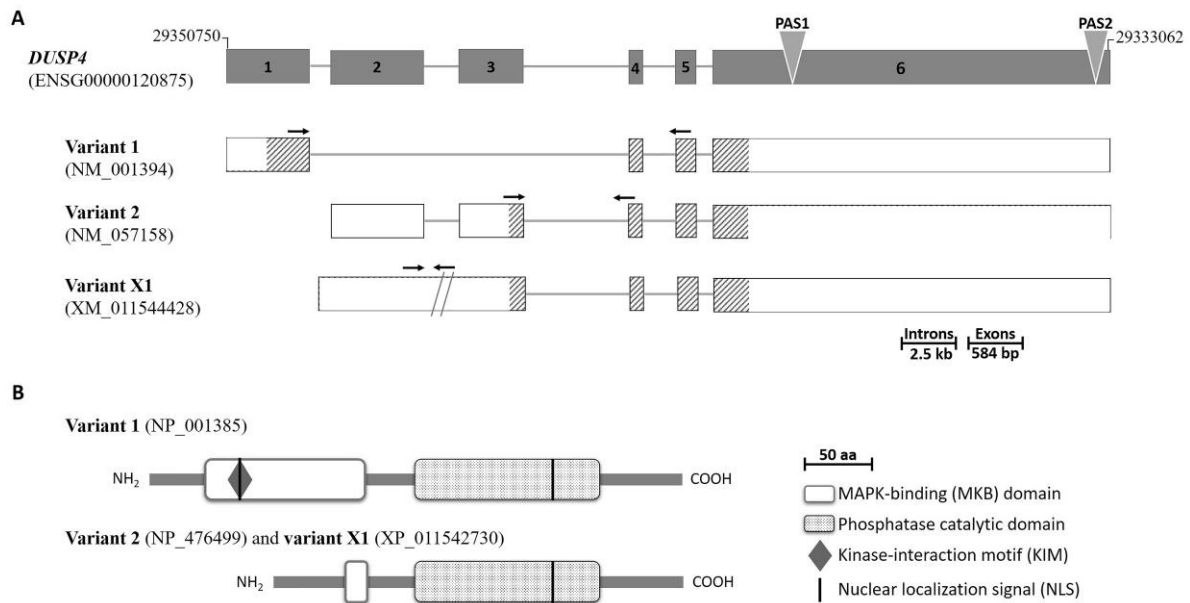 A
PAS1
PAS2
29350750
29333062
DUSP4
(ENSG00000120875)
1
2
3
4
5
6
Variant 1
(NM_001394)
Variant 2
(NM_057158)
Variant X1
(XM_011544428)
Introns
2.5 kb
Exons
584 bp
B
Variant 1 (NP_001385)
NH2
COOH
Variant 2 (NP_476499) and variant X1 (XP_011542730)
NH2
COOH
50 aa
MAPK-binding (MKB) domain
Phosphatase catalytic domain
Kinase-interaction motif (KIM)
Nuclear localization signal (NLS)